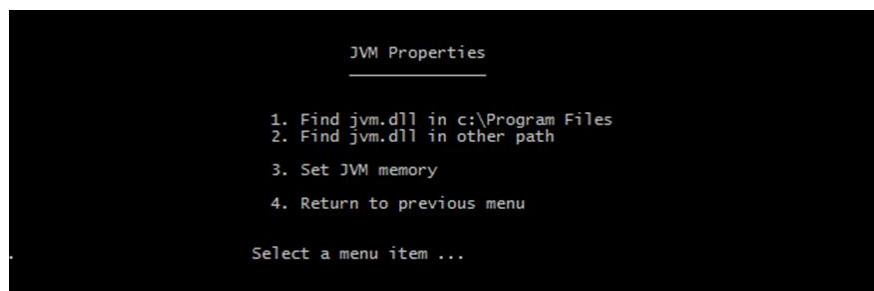 JVM Properties
1. Find jvm.dll in c:\Program Files
2. Find jvm.dll in other path
3. Set JVM memory
4. Return to previous menu
Select a menu item ...